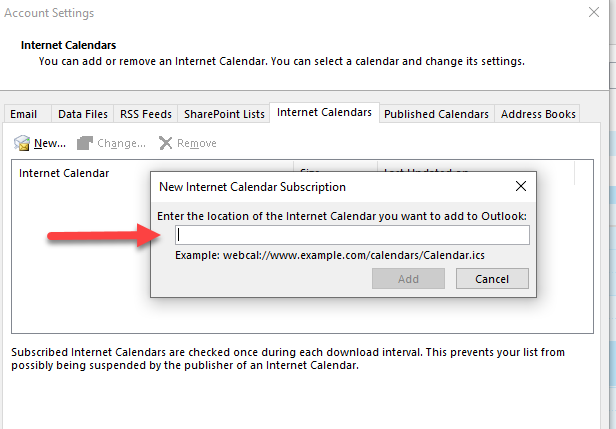 Account Settings
Internet Calendars
You can add or remove an Internet Calendar. You can select a calendar and change its settings.
Email Data Files RSS Feeds SharePoint Lists Internet Calendars Published Calendars Address Books
New... Change... Remove
Internet Calendar Size Last Updated on
New Internet Calendar Subscription
Enter the location of the Internet Calendar you want to add to Outlook:
Example: webcal://www.example.com/calendars/Calendar.ics
Add Cancel
Subscribed Internet Calendars are checked once during each download interval. This prevents your list from
possibly being suspended by the publisher of an Internet Calendar.